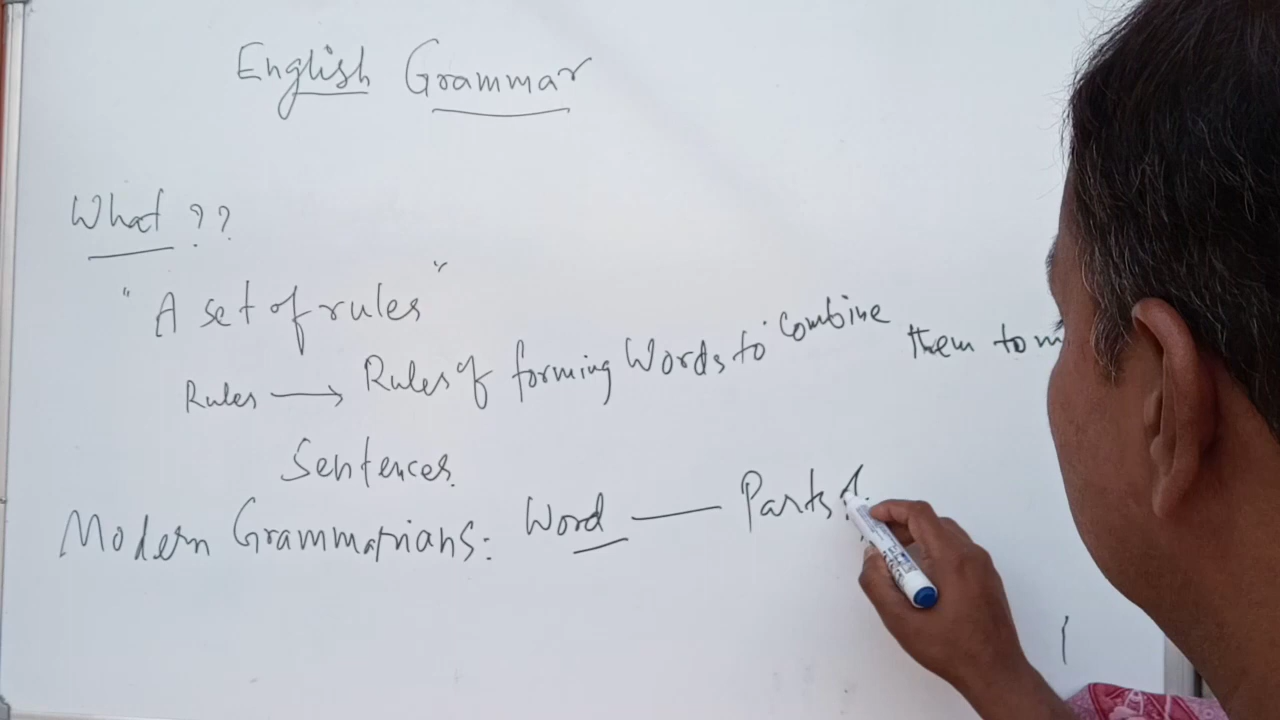 English Grammar
What ??
"A set of rules"
Rules → Rules of forming Words to combine them to m
Sentences.
Modern Grammarians: Word — Parts